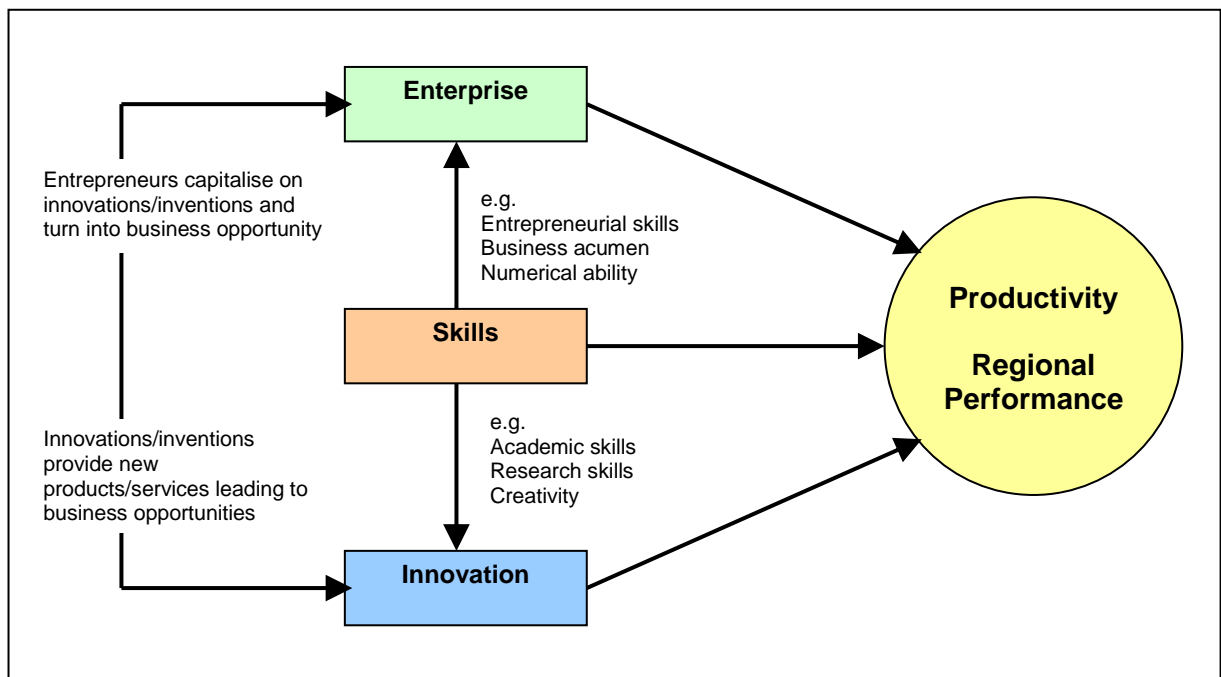 Enterprise
Entrepreneurs capitalise on
innovations/inventions and
turn into business opportunity
e.g.
Entrepreneurial skills
Business acumen
Numerical ability
Skills
Productivity
Regional
Performance
Innovations/inventions
provide new
products/services leading to
business opportunities
e.g.
Academic skills
Research skills
Creativity
Innovation